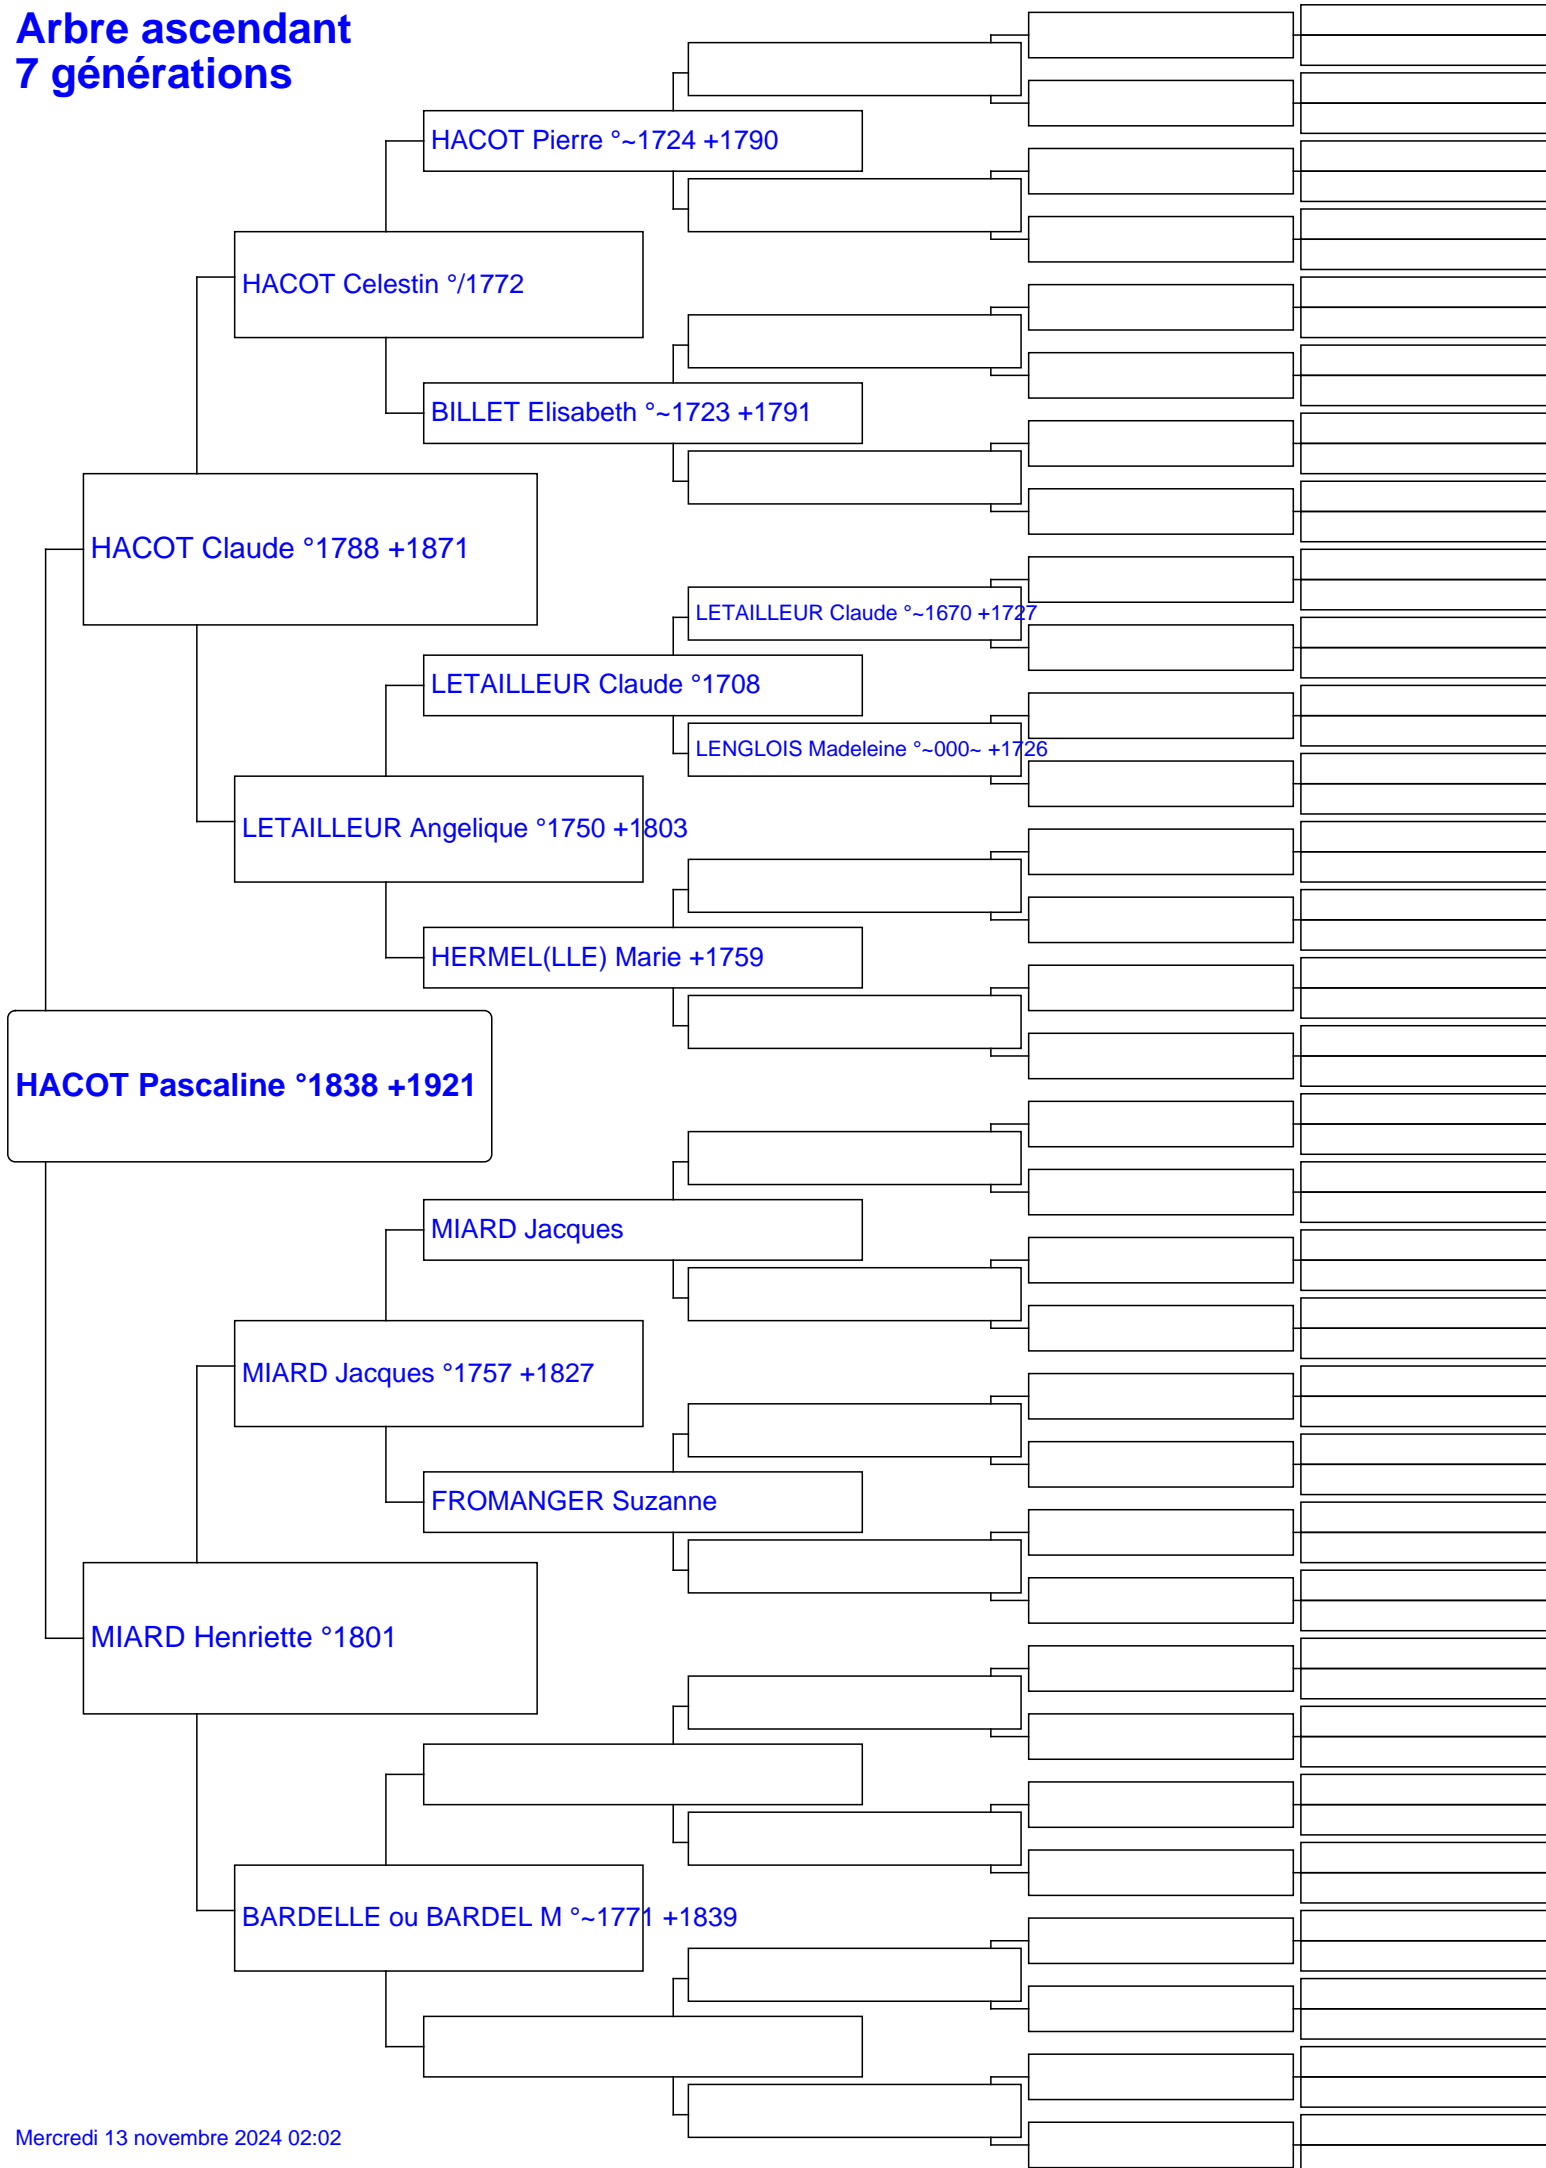 Arbre ascendant
7 générations
HACOT Pierre °~1724 +1790
HACOT Celestin °/1772
BILLET Elisabeth °~1723 +1791
HACOT Claude °1788 +1871
LETAILLEUR Claude °~1670 +1727
LETAILLEUR Claude °1708
LENGLOIS Madeleine °~000~ +1726
LETAILLEUR Angelique °1750 +1803
HERMEL(LLE) Marie +1759
HACOT Pascaline °1838 +1921
MIARD Jacques
MIARD Jacques °1757 +1827
FROMANGER Suzanne
MIARD Henriette °1801
BARDELLE ou BARDEL M °~1771 +1839
Mercredi 13 novembre 2024 02:02